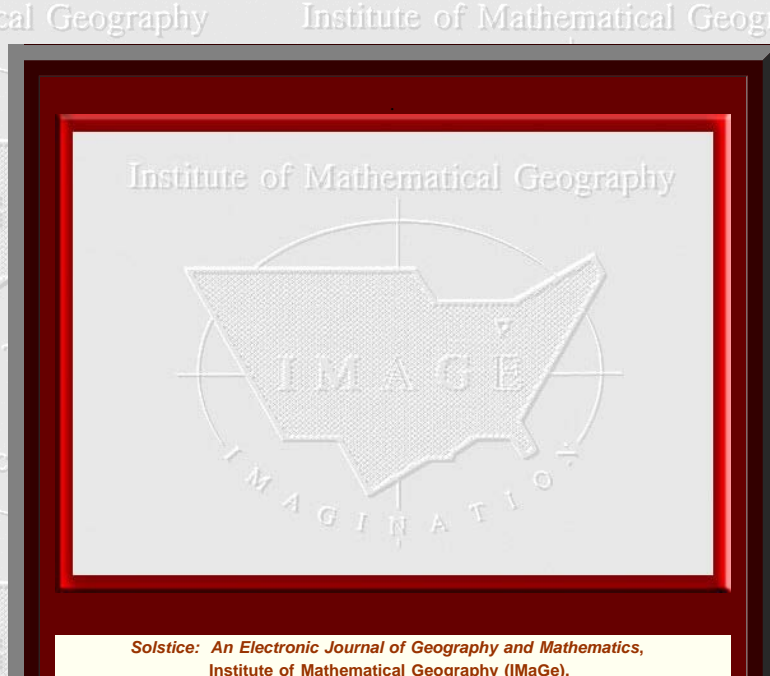 cal Geography Institute of Mathematical Geogr
Institute of Mathematical Geography
IMAGE
IMAGINATION
Solstice: An Electronic Journal of Geography and Mathematics,
Institute of Mathematical Geography (IMaGe).